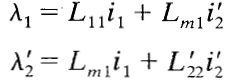 λ₁ = L₁₁i₁ + Lₘ₁i′₂
λ′₂ = Lₘ₁i₁ + L′₂₂i′₂